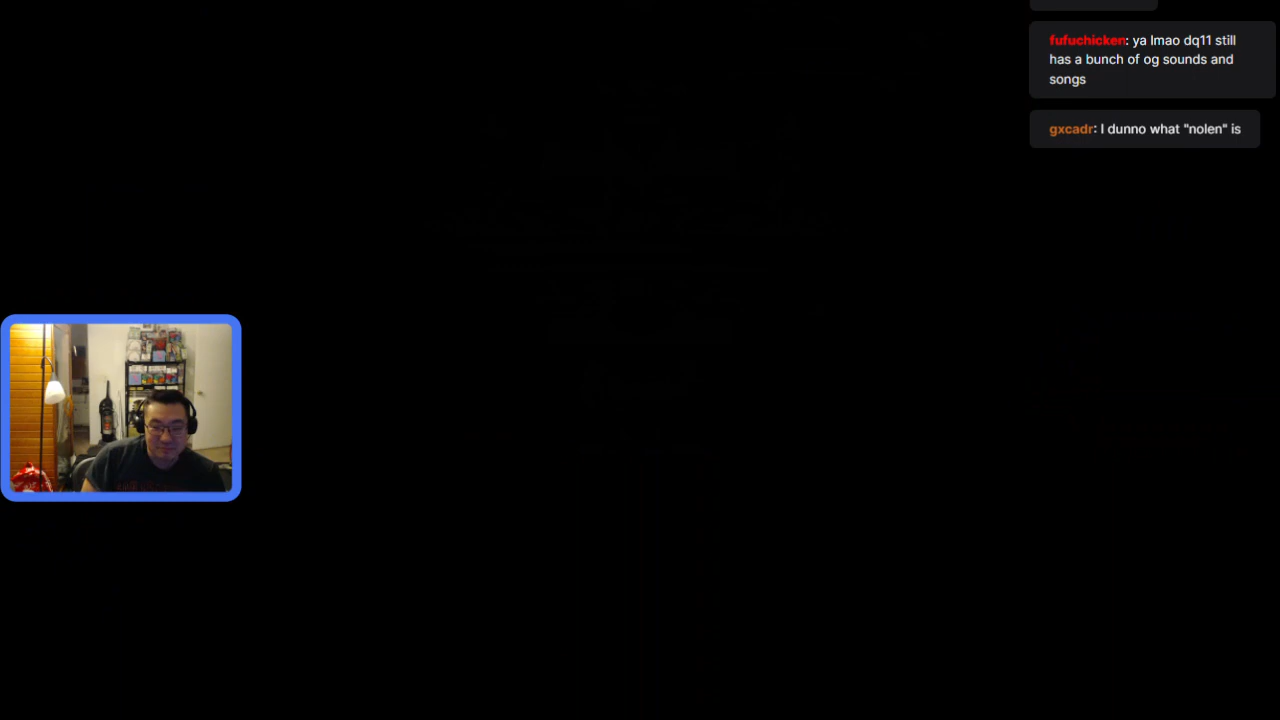 fufuchicken: ya lmao dq11 still
has a bunch of og sounds and
songs
gxcadr: I dunno what "nolen" is